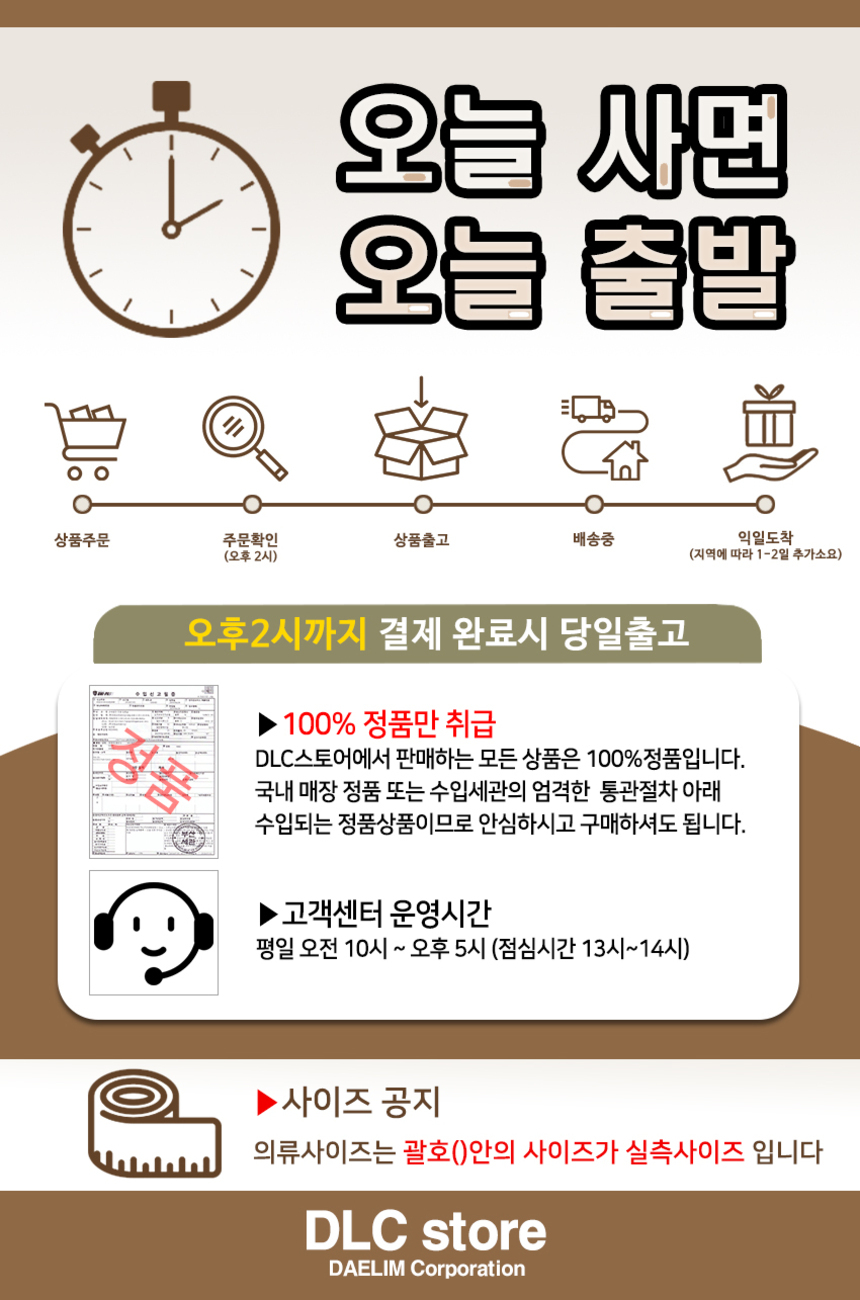 오늘 사면
오늘 출발
상품주문
주문확인
(오후 2시)
상품출고
배송중
익일도착
(지역에 따라 1-2일 추가소요)
오후2시까지 결제 완료시 당일출고
수입신고필증
정품
부산
세관
▶100% 정품만 취급
DLC스토어에서 판매하는 모든 상품은 100%정품입니다.
국내 매장 정품 또는 수입세관의 엄격한 통관절차 아래
수입되는 정품상품이므로 안심하시고 구매하셔도 됩니다.
▶고객센터 운영시간
평일 오전 10시 ~ 오후 5시 (점심시간 13시~14시)
▶사이즈 공지
의류사이즈는 괄호()안의 사이즈가 실측사이즈 입니다
DLC store
DAELIM Corporation